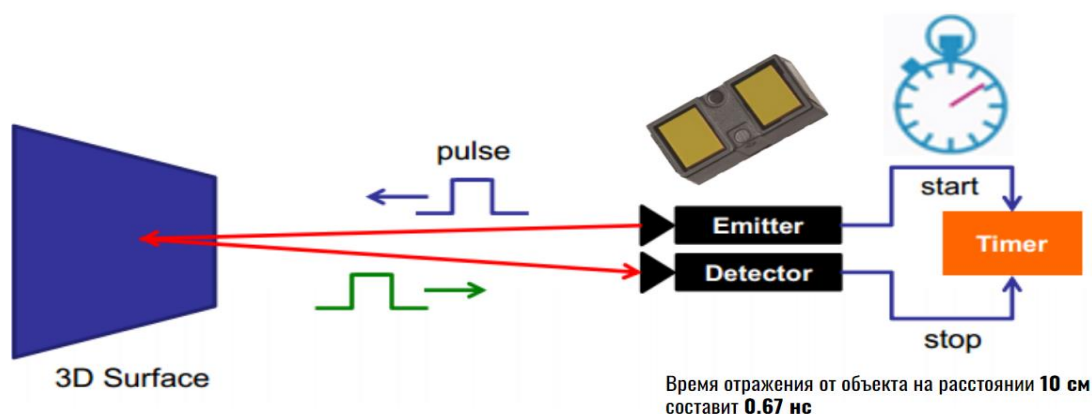 pulse
start
Emitter
Timer
Detector
stop
3D Surface
Время отражения от объекта на расстоянии 10 см
составит 0.67 нс